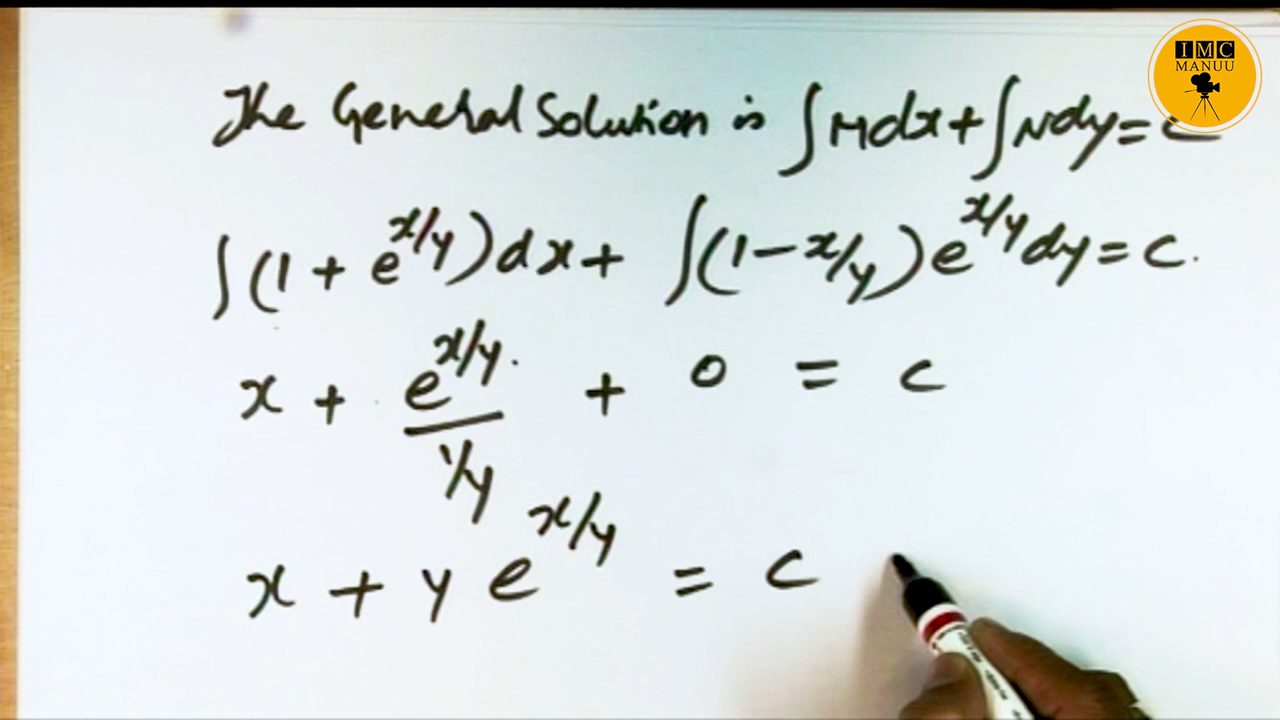 IMC
MANUU
The General Solution is ∫Mdx + ∫Ndy = c
∫(1 + e^{x/y})dx + ∫(1 - x/y)e^{x/y}dy = c.
x + e^{x/y}/(1/y) + 0 = c
x + y e^{x/y} = c